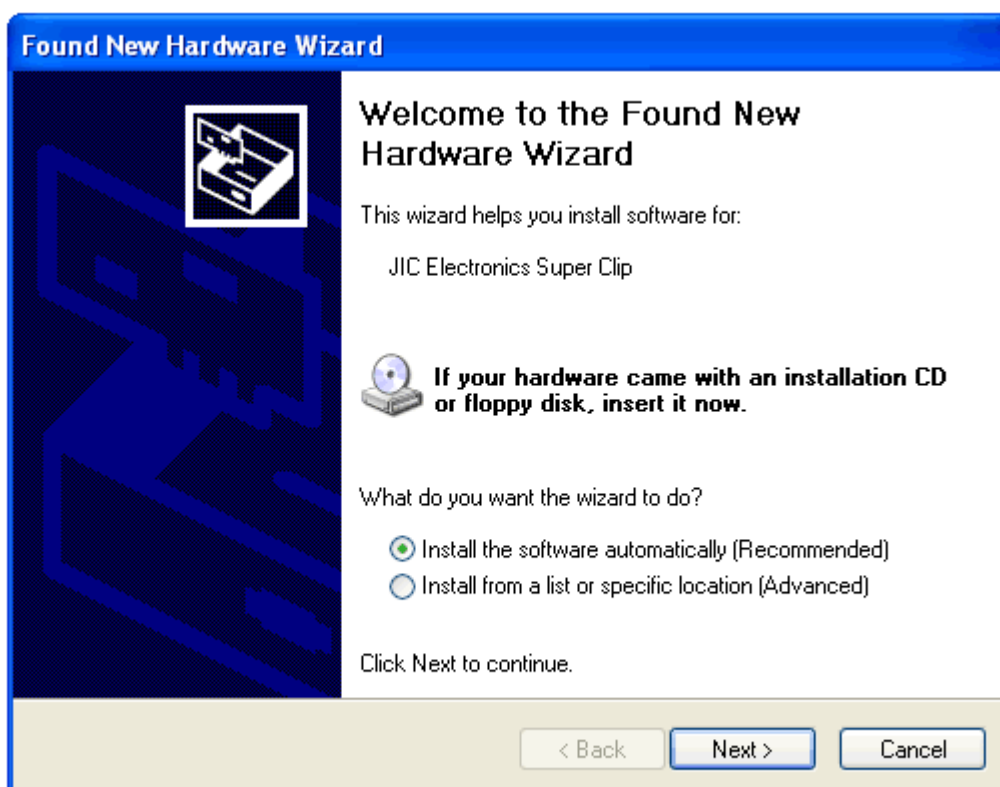 Found New Hardware Wizard
Welcome to the Found New
Hardware Wizard
This wizard helps you install software for:
JIC Electronics Super Clip
If your hardware came with an installation CD
or floppy disk, insert it now.
What do you want the wizard to do?
Install the software automatically (Recommended)
Install from a list or specific location (Advanced)
Click Next to continue.
< Back
Next >
Cancel